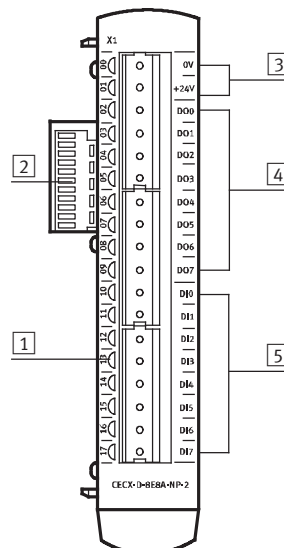 X1
00 0V
01 +24V
02 DO0
03 DO1
04 DO2
05 DO3
06 DO4
07 DO5
08 DO6
09 DO7
10 DI0
11 DI1
12 DI2
13 DI3
14 DI4
15 DI5
16 DI6
17 DI7
CECX-D-8E8A-NP-2
3
2
4
1
5